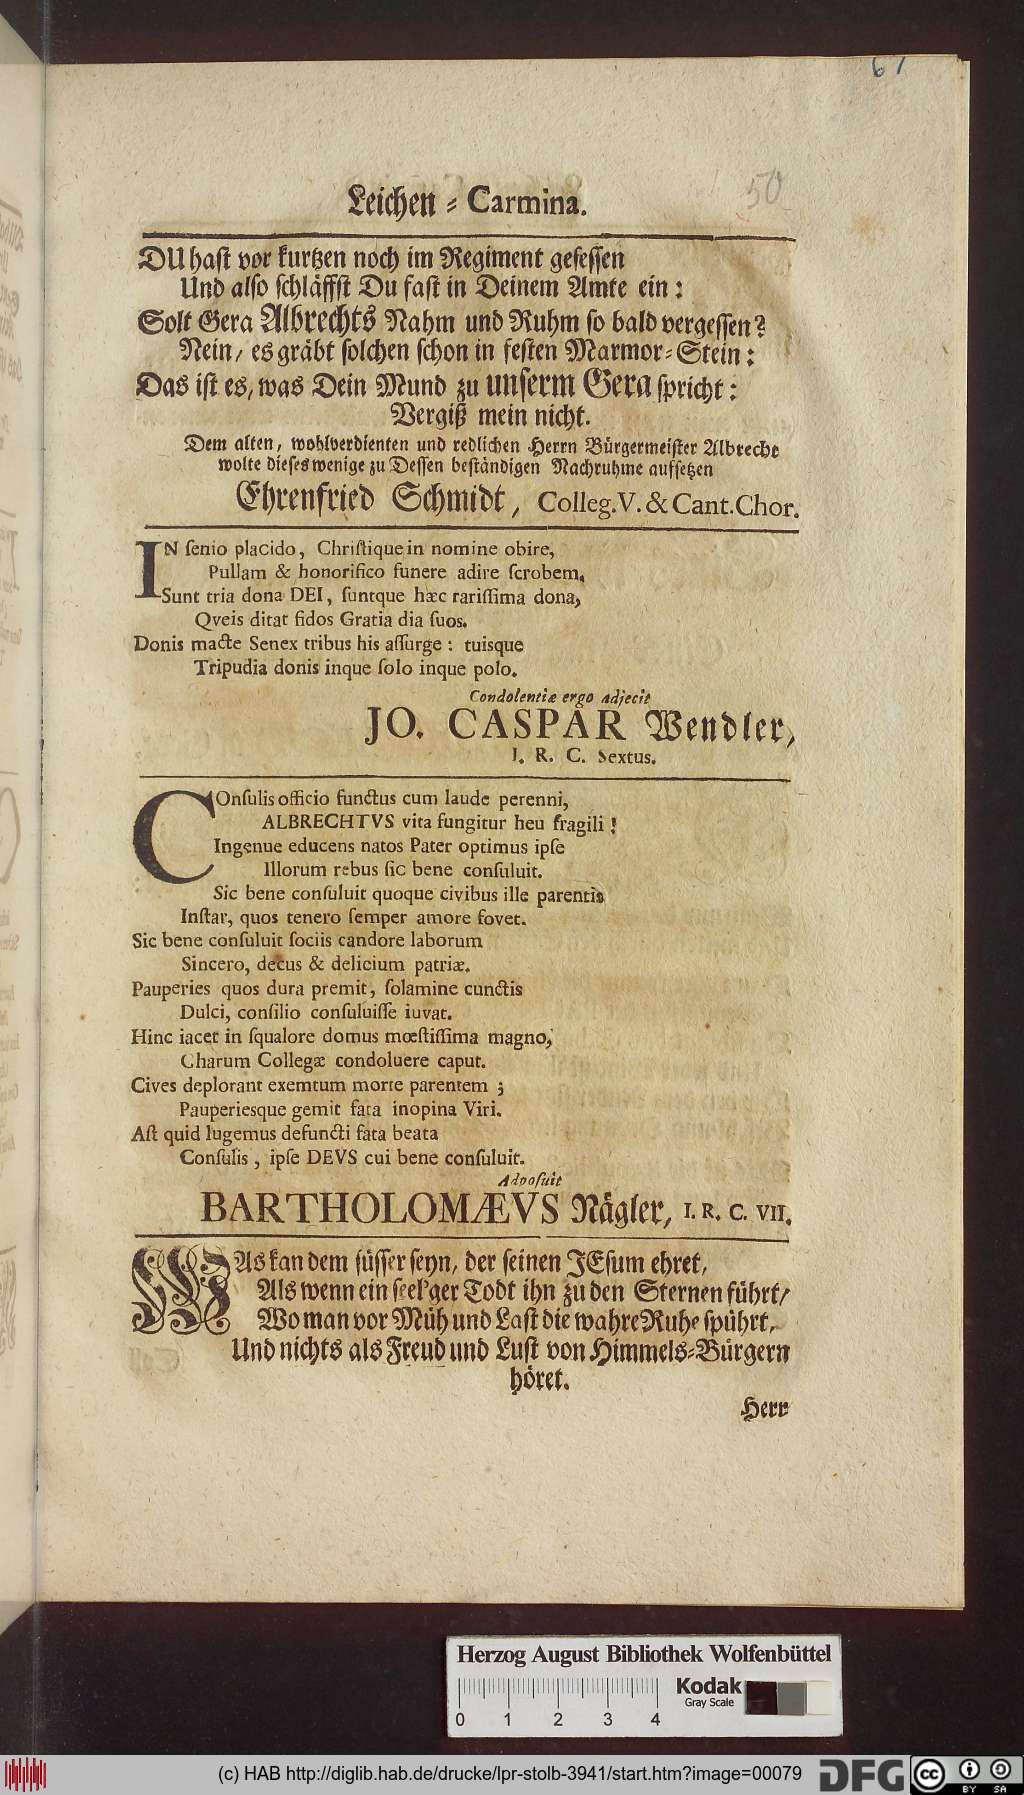 61
50
Leichen-Carmina.
DU hast vor kurtzen noch im Regiment gesessen
Und also schläffst Du fast in Deinem Amte ein:
Solt Gera Albrechts Nahm und Ruhm so bald vergessen?
Nein, es gräbt solchen schon in festen Marmor-Stein:
Das ist es, was Dein Mund zu unserm Gera spricht:
Vergiß mein nicht.
Dem alten, wohlverdienten und redlichen Herrn Bürgermeister Albrecht
wolte dieses wenige zu Dessen beständigen Nachruhme auffsetzen
Ehrenfried Schmidt, Colleg.V. & Cant.Chor.
IN senio placido, Christique in nomine obire,
Pullam & honorifico funere adire scrobem,
Sunt tria dona DEI, suntque hæc rarissima dona,
Qveis ditat fidos Gratia dia suos.
Donis macte Senex tribus his assurge: tuisque
Tripudia donis inque solo inque polo.
Condolentiæ ergo adjecit
JO. CASPAR Wendler,
I. R. C. Sextus.
COnsulis officio functus cum laude perenni,
ALBRECHTVS vita fungitur heu fragili!
Ingenue educens natos Pater optimus ipse
Illorum rebus sic bene consuluit.
Sic bene consuluit quoque civibus ille parentis
Instar, quos tenero semper amore fovet.
Sic bene consuluit sociis candore laborum
Sincero, decus & delicium patriæ.
Pauperies quos dura premit, solamine cunctis
Dulci, consilio consuluisse iuvat.
Hinc iacet in squalore domus mœstissima magno,
Charum Collegæ condoluere caput.
Cives deplorant exemtum morte parentem;
Pauperiesque gemit fata inopina Viri.
Ast quid lugemus defuncti fata beata
Consulis, ipse DEVS cui bene consuluit.
Adposuit
BARTHOLOMÆVS Nägler, I. R. C. VII.
WAs kan dem süsser seyn, der seinen JEsum ehret,
Als wenn ein seel'ger Todt ihn zu den Sternen führt/
Wo man vor Müh und Last die wahre Ruhe spührt,
Und nichts als Freud und Lust von Himmels-Bürgern
höret.
Herr
Herzog August Bibliothek Wolfenbüttel
Kodak
Gray Scale
0 1 2 3 4
(c) HAB http://diglib.hab.de/drucke/lpr-stolb-3941/start.htm?image=00079
DFG
cc BY SA